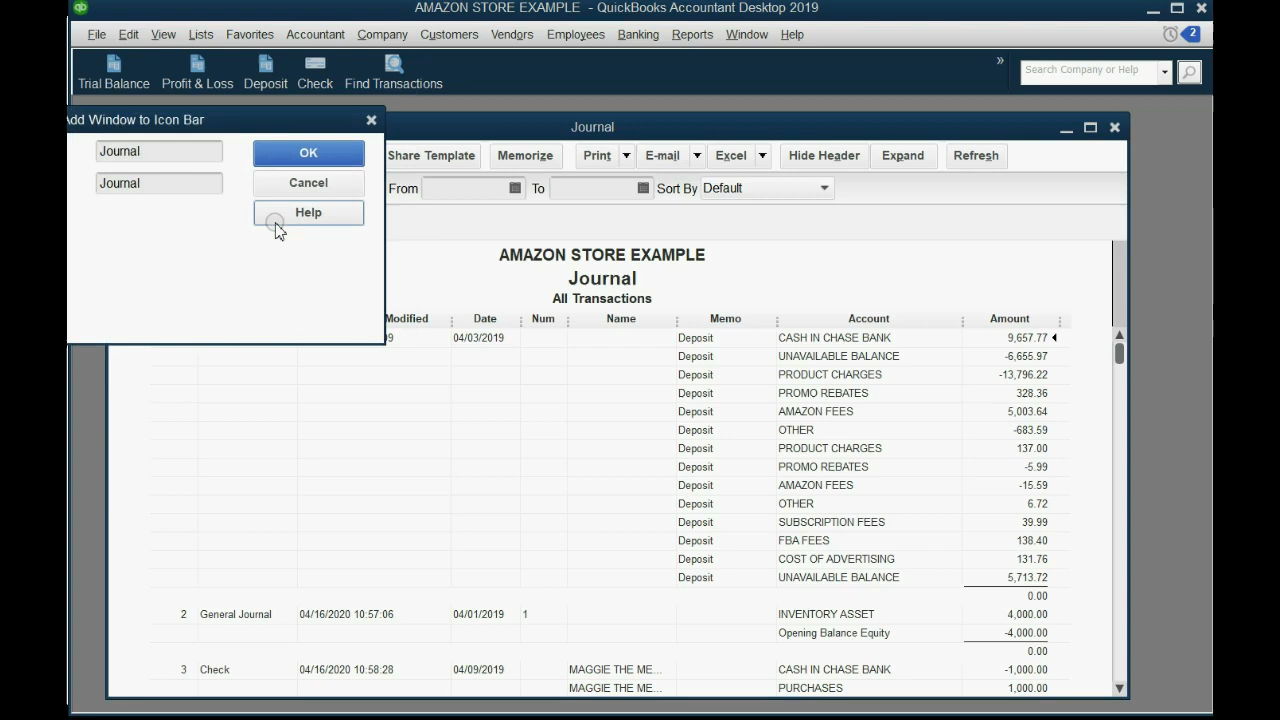 AMAZON STORE EXAMPLE - QuickBooks Accountant Desktop 2019
File Edit View Lists Favorites Accountant Company Customers Vendors Employees Banking Reports Window Help
2
Trial Balance Profit & Loss Deposit Check Find Transactions
» Search Company or Help
dd Window to Icon Bar
Journal OK
Journal Cancel
Help
Journal
Share Template Memorize Print E-mail Excel Hide Header Expand Refresh
From To Sort By Default
AMAZON STORE EXAMPLE
Journal
All Transactions
Modified Date Num Name Memo Account Amount
9 04/03/2019 Deposit CASH IN CHASE BANK 9,657.77
Deposit UNAVAILABLE BALANCE -6,655.97
Deposit PRODUCT CHARGES -13,796.22
Deposit PROMO REBATES 328.36
Deposit AMAZON FEES 5,003.64
Deposit OTHER -683.59
Deposit PRODUCT CHARGES 137.00
Deposit PROMO REBATES -5.99
Deposit AMAZON FEES -15.59
Deposit OTHER 6.72
Deposit SUBSCRIPTION FEES 39.99
Deposit FBA FEES 138.40
Deposit COST OF ADVERTISING 131.76
Deposit UNAVAILABLE BALANCE 5,713.72
0.00
2 General Journal 04/16/2020 10:57:06 04/01/2019 1 INVENTORY ASSET 4,000.00
Opening Balance Equity -4,000.00
0.00
3 Check 04/16/2020 10:58:28 04/09/2019 MAGGIE THE ME... CASH IN CHASE BANK -1,000.00
MAGGIE THE ME... PURCHASES 1,000.00